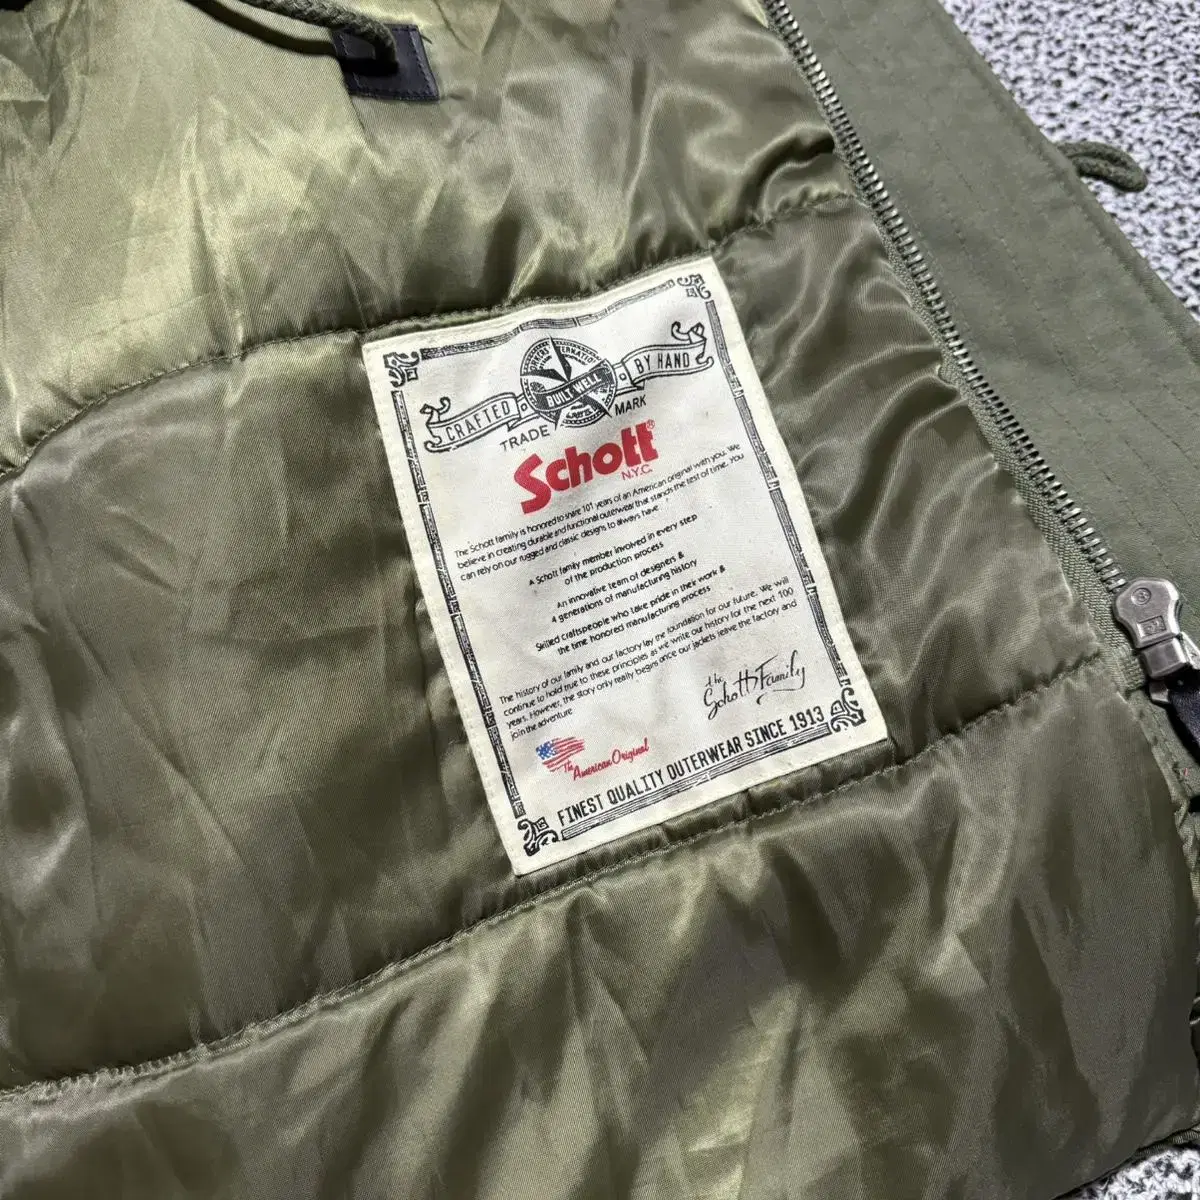 CRAFTED BUILT WELL BY HAND
TRADE MARK
Schott®
N.Y.C.
The Schott family is honored to share 101 years of an American original with you. We
believe in creating durable and functional outerwear that stands the test of time, you
can rely on our rugged and classic designs to always have
A Schott family member involved in every step
of the production process
An innovative team of designers &
4 generations of manufacturing history
Skilled craftspeople who take pride in their work &
the time honored manufacturing process
The history of our family and our factory lay the foundation for our future. We will
continue to hold true to these principles as we write our history for the next 100
years. However, the story only really begins once our jackets leave the factory and
join the adventure
the
Schott Family
The American Original
FINEST QUALITY OUTERWEAR SINCE 1913